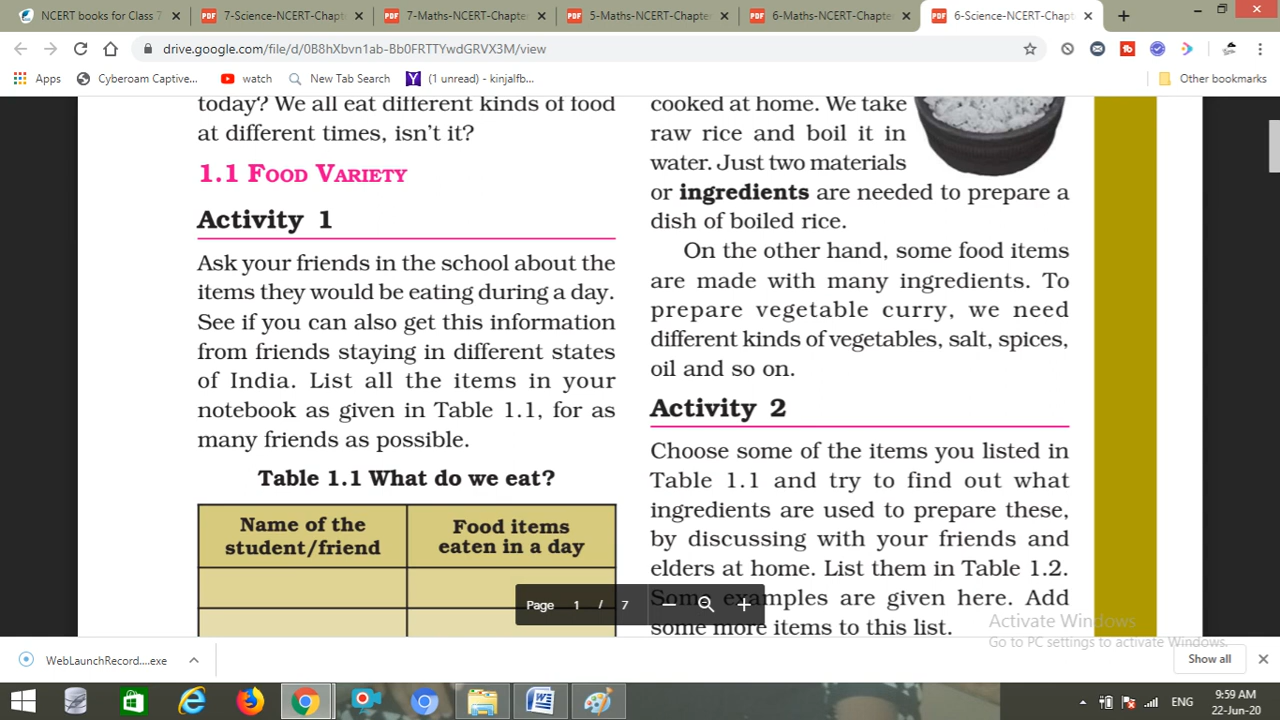 NCERT books for Class 7
7-Science-NCERT-Chapte
7-Maths-NCERT-Chapter
5-Maths-NCERT-Chapte
6-Maths-NCERT-Chapte
6-Science-NCERT-Chapt
drive.google.com/file/d/0B8hXbvn1ab-Bb0FRTTYwdGRVX3M/view
Apps Cyberoam Captive... watch New Tab Search (1 unread) - kinjalfb... Other bookmarks
today? We all eat different kinds of food
at different times, isn't it?
1.1 FOOD VARIETY
Activity 1
Ask your friends in the school about the
items they would be eating during a day.
See if you can also get this information
from friends staying in different states
of India. List all the items in your
notebook as given in Table 1.1, for as
many friends as possible.
Table 1.1 What do we eat?
Name of the
student/friend
Food items
eaten in a day
cooked at home. We take
raw rice and boil it in
water. Just two materials
or ingredients are needed to prepare a
dish of boiled rice.
On the other hand, some food items
are made with many ingredients. To
prepare vegetable curry, we need
different kinds of vegetables, salt, spices,
oil and so on.
Activity 2
Choose some of the items you listed in
Table 1.1 and try to find out what
ingredients are used to prepare these,
by discussing with your friends and
elders at home. List them in Table 1.2.
Some examples are given here. Add
some more items to this list.
Page 1 / 7
Activate Windows
Go to PC settings to activate Windows.
WebLaunchRecord....exe
Show all
ENG
9:59 AM
22-Jun-20